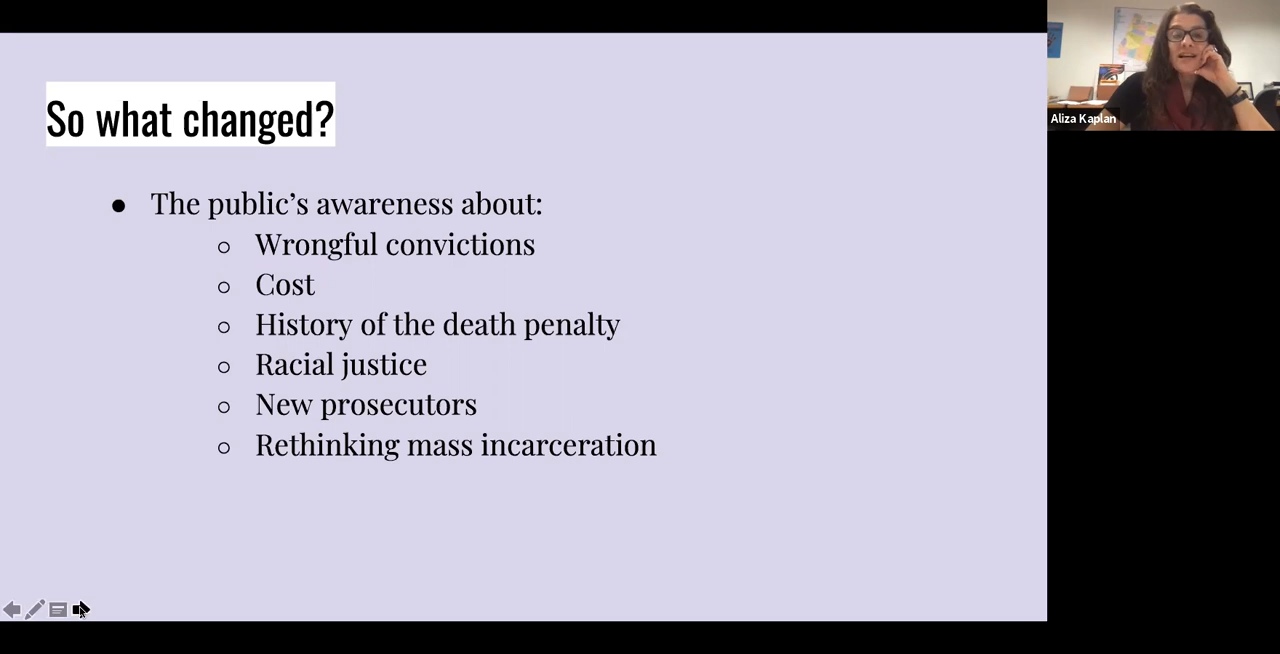 So what changed?
● The public’s awareness about:
○ Wrongful convictions
○ Cost
○ History of the death penalty
○ Racial justice
○ New prosecutors
○ Rethinking mass incarceration
Aliza Kaplan